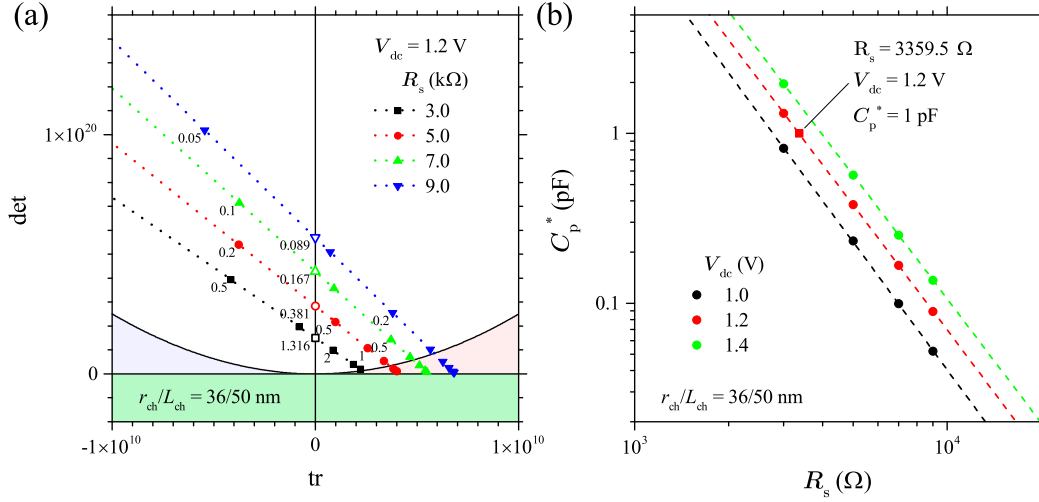 (a)
V_dc = 1.2 V
R_s (kΩ)
3.0
5.0
7.0
9.0
0.05
0.1
0.2
0.5
0.089
0.167
0.381
1.316
0.2
0.5
0.5
1
2
1×10^20
0
det
r_ch/L_ch = 36/50 nm
-1×10^10
0
1×10^10
tr
(b)
R_s = 3359.5 Ω
V_dc = 1.2 V
C_p^* = 1 pF
V_dc (V)
1.0
1.2
1.4
1
0.1
C_p^* (pF)
r_ch/L_ch = 36/50 nm
10^3
10^4
R_s (Ω)